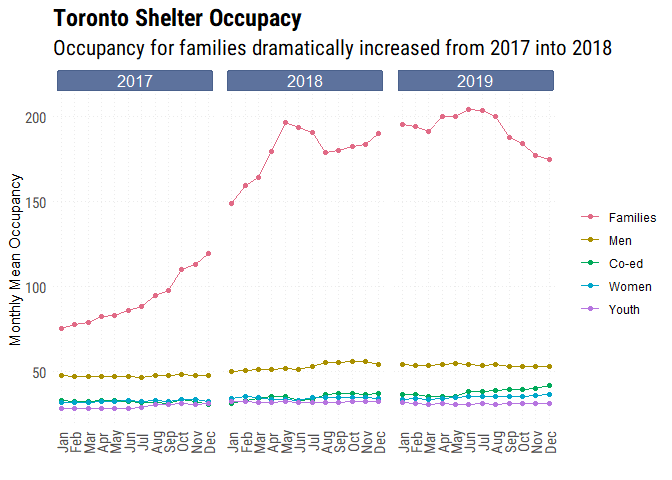 Toronto Shelter Occupacy
Occupancy for families dramatically increased from 2017 into 2018
2017 2018 2019
200
150
100
50
Monthly Mean Occupancy
Families
Men
Co-ed
Women
Youth
Jan Feb Mar Apr May Jun Jul Aug Sep Oct Nov Dec Jan Feb Mar Apr May Jun Jul Aug Sep Oct Nov Dec Jan Feb Mar Apr May Jun Jul Aug Sep Oct Nov Dec